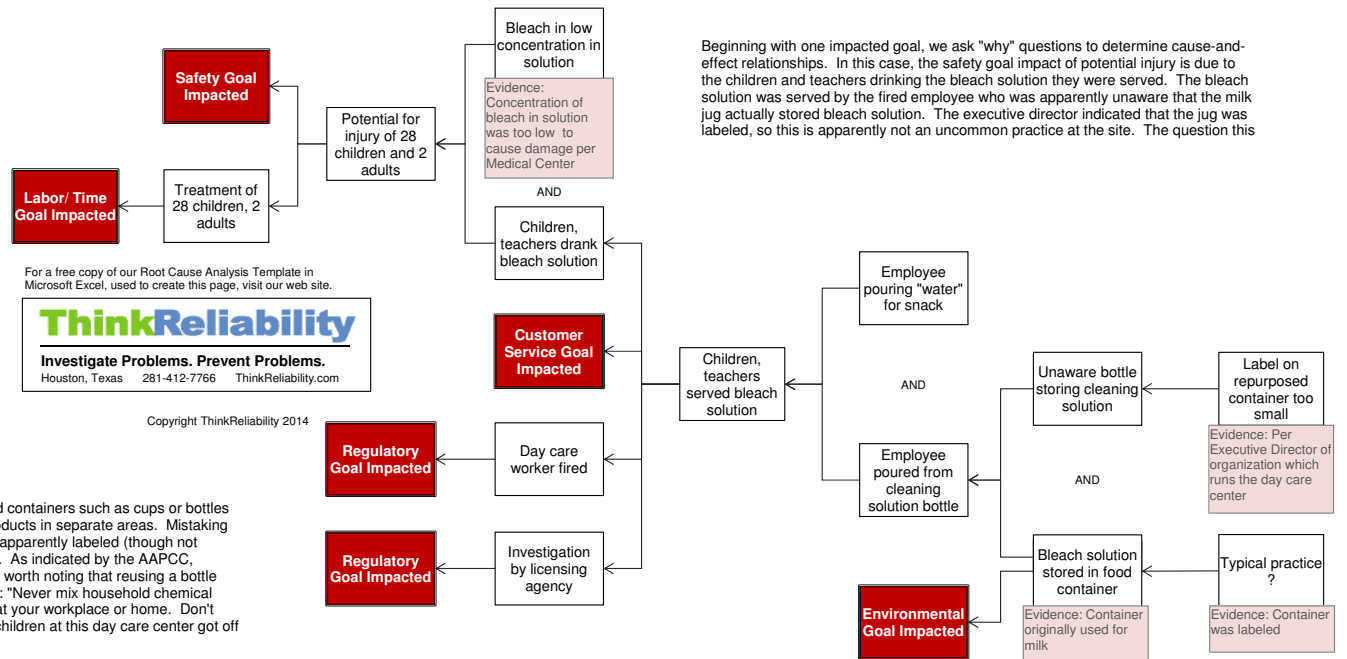 Bleach in low
concentration in
solution
Evidence:
Concentration of
bleach in solution
was too low to
cause damage per
Medical Center
AND
Safety Goal
Impacted
Potential for
injury of 28
children and 2
adults
Labor/ Time
Goal Impacted
Treatment of
28 children, 2
adults
Children,
teachers drank
bleach solution
Beginning with one impacted goal, we ask "why" questions to determine cause-and-
effect relationships. In this case, the safety goal impact of potential injury is due to
the children and teachers drinking the bleach solution they were served. The bleach
solution was served by the fired employee who was apparently unaware that the milk
jug actually stored bleach solution. The executive director indicated that the jug was
labeled, so this is apparently not an uncommon practice at the site. The question this
For a free copy of our Root Cause Analysis Template in
Microsoft Excel, used to create this page, visit our web site.
ThinkReliability
Investigate Problems. Prevent Problems.
Houston, Texas 281-412-7766 ThinkReliability.com
Copyright ThinkReliability 2014
Customer
Service Goal
Impacted
Children,
teachers
served bleach
solution
Employee
pouring "water"
for snack
AND
Employee
poured from
cleaning
solution bottle
Unaware bottle
storing cleaning
solution
Label on
repurposed
container too
small
Evidence: Per
Executive Director of
organization which
runs the day care
center
AND
Regulatory
Goal Impacted
Day care
worker fired
Regulatory
Goal Impacted
Investigation
by licensing
agency
Environmental
Goal Impacted
Bleach solution
stored in food
container
Evidence: Container
originally used for
milk
Typical practice
?
Evidence: Container
was labeled
d containers such as cups or bottles
oducts in separate areas. Mistaking
apparently labeled (though not
. As indicated by the AAPCC,
worth noting that reusing a bottle
: "Never mix household chemical
at your workplace or home. Don't
children at this day care center got off